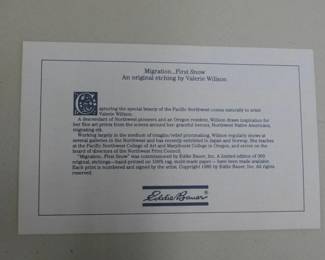 Migration...First Snow
An original etching by Valerie Willson
Capturing the special beauty of the Pacific Northwest comes naturally to artist
Valerie Willson.
A descendant of Northwest pioneers and an Oregon resident, Willson draws inspiration for
her fine art prints from the scenes around her: graceful herons, Northwest Native Americans,
migrating elk.
Working largely in the medium of intaglio/relief printmaking, Willson regularly shows at
several galleries in the Northwest and has recently exhibited in Japan and Norway. She teaches
at the Pacific Northwest College of Art and Marylhurst College in Oregon, and serves on the
board of directors of the Northwest Print Council.
"Migration...First Snow" was commissioned by Eddie Bauer, Inc. A limited edition of 300
original etchings—hand-printed on 100% rag, mold-made paper—have been made available.
Each print is numbered and signed by the artist. Copyright 1986 by Eddie Bauer, Inc. All rights
reserved.
Eddie Bauer